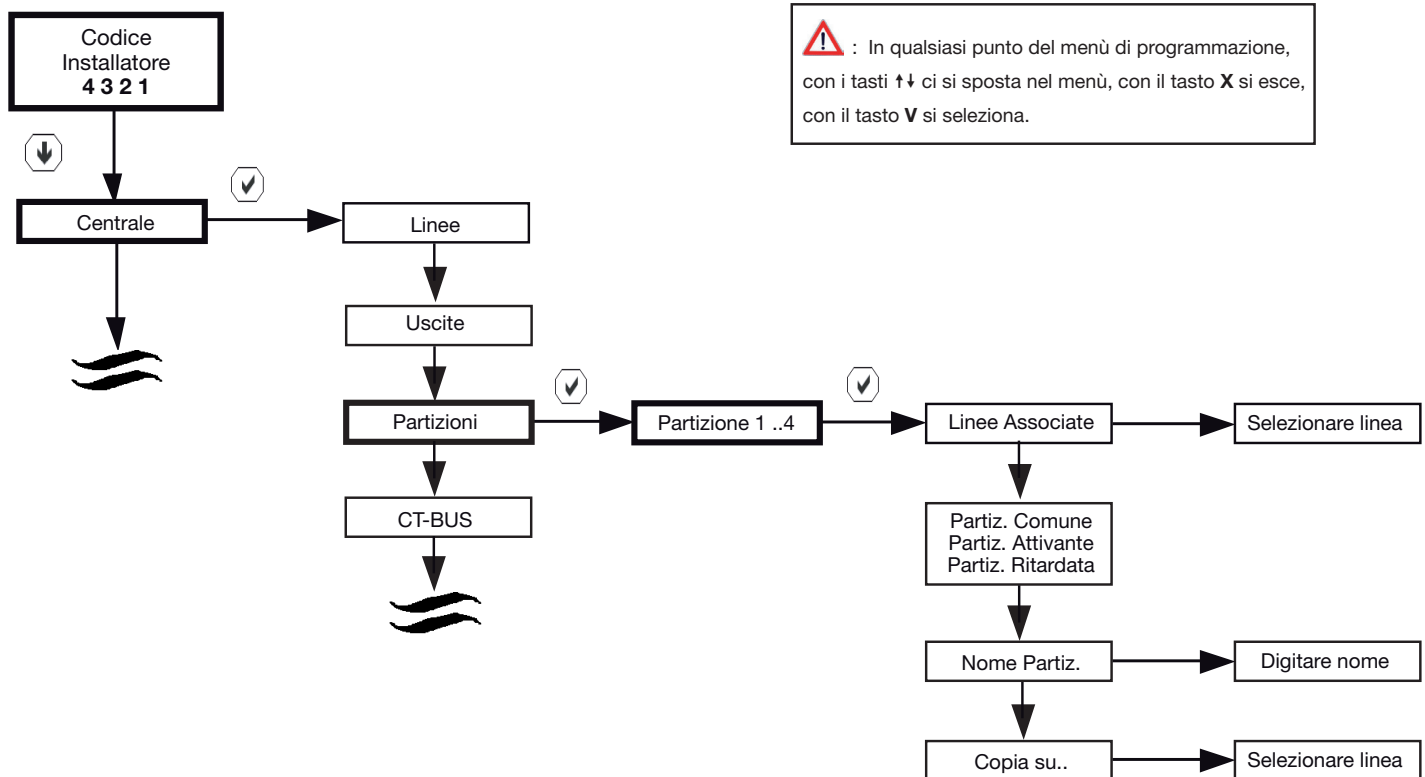 Codice
Installatore
4 3 2 1
: In qualsiasi punto del menù di programmazione,
con i tasti ↑↓ ci si sposta nel menù, con il tasto X si esce,
con il tasto V si seleziona.
Centrale
Linee
Uscite
Partizioni
Partizione 1 ..4
Linee Associate
Selezionare linea
CT-BUS
Partiz. Comune
Partiz. Attivante
Partiz. Ritardata
Nome Partiz.
Digitare nome
Copia su..
Selezionare linea